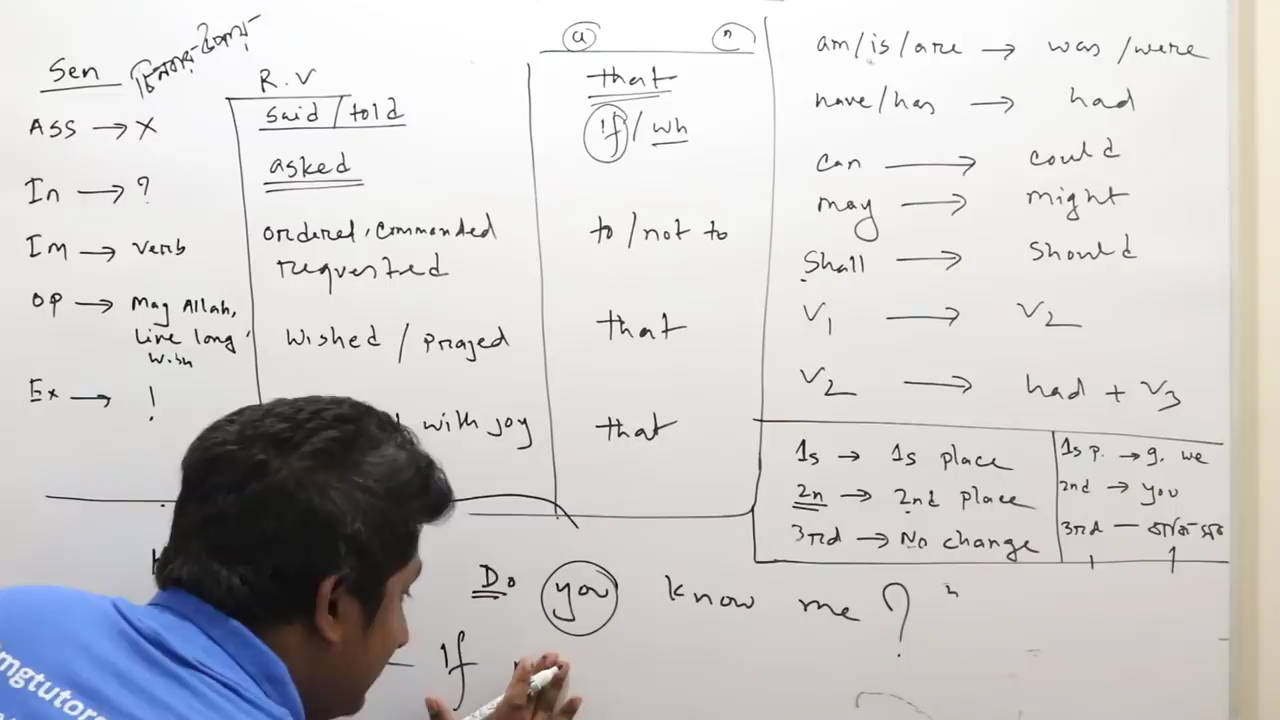 Sen চিনার উপায়
ASS → X
In → ?
Im → verb
OP → May Allah,
Live long,
wish
Ex → !
R.V
said/told
asked
ordered, commanded
requested
wished / prayed
with joy
that
if / wh
to / not to
that
that
am/is/are → was/were
have/has → had
can → could
may → might
Shall → Should
V1 → V2
V2 → had + V3
1s → 1s place
2n → 2nd place
3rd → No change
1s p. → I, we
2nd → you
3rd –
Do you know me ?"
– If
mgtutor